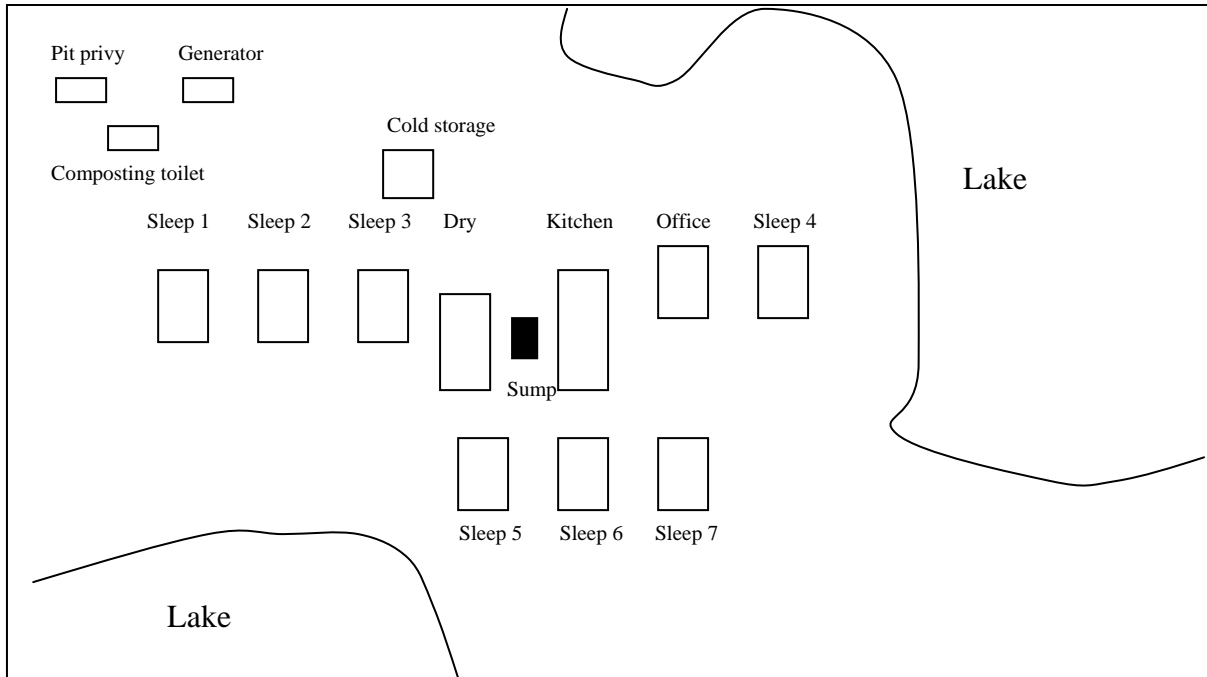 Pit privy
Generator
Cold storage
Composting toilet
Lake
Sleep 1
Sleep 2
Sleep 3
Dry
Kitchen
Office
Sleep 4
Sump
Sleep 5
Sleep 6
Sleep 7
Lake